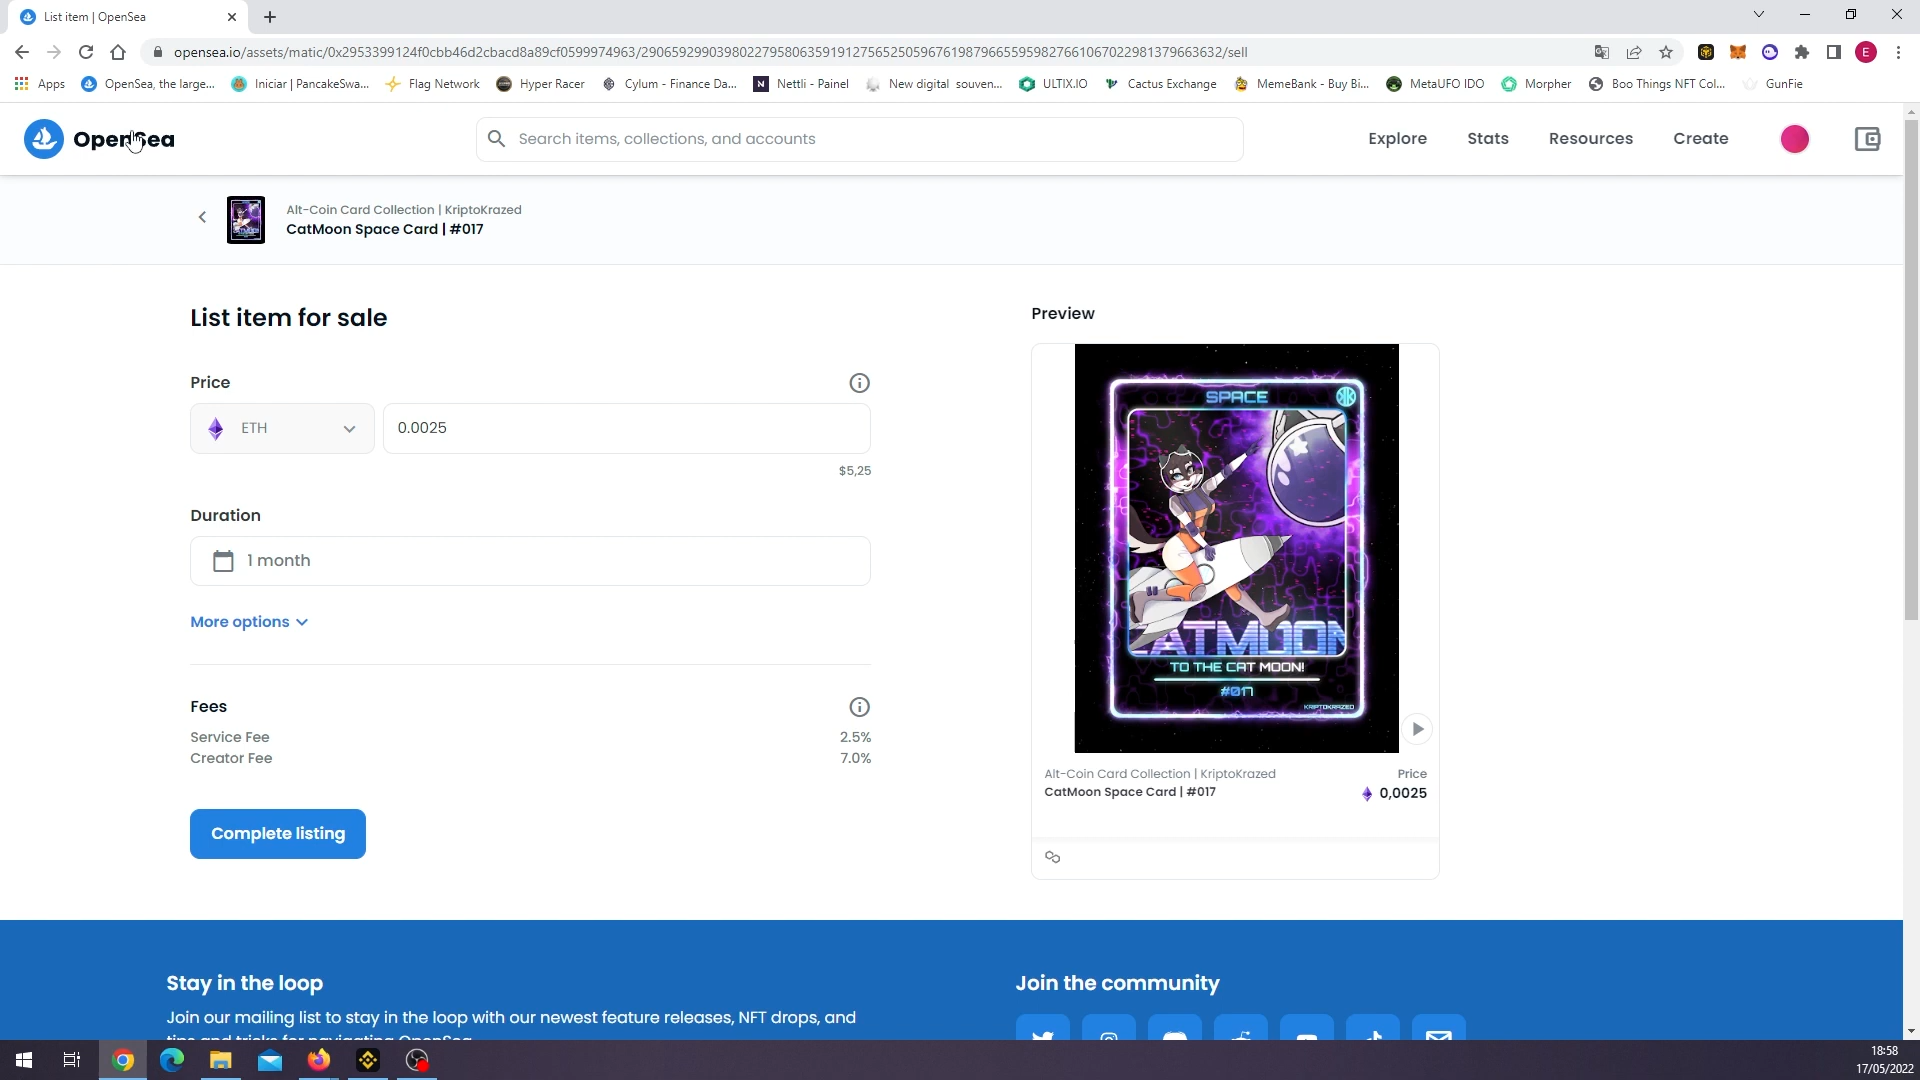 List item | OpenSea
opensea.io/assets/matic/0x2953399124f0cbb46d2cbacd8a89cf0599974963/29065929903980227958063591912756525059676198796655959827661067022981379663632/sell
Apps
OpenSea, the large...
Iniciar | PancakeSwa...
Flag Network
Hyper Racer
Cylum - Finance Da...
Nettli - Painel
New digital souven...
ULTIX.IO
Cactus Exchange
MemeBank - Buy Bi...
MetaUFO IDO
Morpher
Boo Things NFT Col...
GunFie
E
OpenSea
Search items, collections, and accounts
Explore
Stats
Resources
Create
Alt-Coin Card Collection | KriptoKrazed
CatMoon Space Card | #017
List item for sale
Price
ETH
0.0025
$5,25
Duration
1 month
More options
Fees
Service Fee
2.5%
Creator Fee
7.0%
Complete listing
Preview
SPACE
CATMOON
TO THE CAT MOON!
#017
KRIPTOKRAZED
Alt-Coin Card Collection | KriptoKrazed
Price
CatMoon Space Card | #017
0,0025
Stay in the loop
Join our mailing list to stay in the loop with our newest feature releases, NFT drops, and
tips and tricks for navigating OpenSea.
Join the community
18:58
17/05/2022